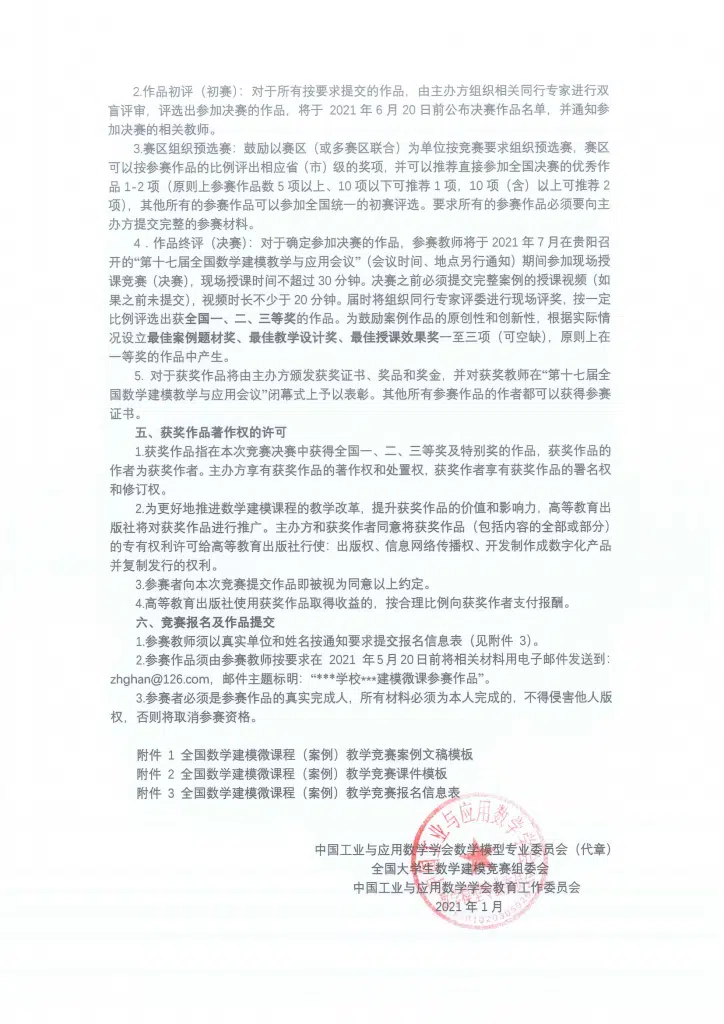 2.作品初评（初赛）：对于所有按要求提交的作品，由主办方组织相关同行专家进行双
盲评审，评选出参加决赛的作品，将于 2021 年 6 月 20 日前公布决赛作品名单，并通知参
加决赛的相关教师。
3.赛区组织预选赛：鼓励以赛区（或多赛区联合）为单位按竞赛要求组织预选赛，赛区
可以按参赛作品的比例评出相应省（市）级的奖项，并可以推荐直接参加全国决赛的优秀作
品 1-2 项（原则上参赛作品数 5 项以上、10 项以下可推荐 1 项，10 项（含）以上可推荐 2
项），其他所有的参赛作品可以参加全国统一的初赛评选。要求所有的参赛作品必须要向主
办方提交完整的参赛材料。
4．作品终评（决赛）：对于确定参加决赛的作品，参赛教师将于 2021 年 7 月在贵阳召
开的“第十七届全国数学建模教学与应用会议”（会议时间、地点另行通知）期间参加现场授
课竞赛（决赛），现场授课时间不超过 30 分钟。决赛之前必须提交完整案例的授课视频（如
果之前未提交），视频时长不少于 20 分钟。届时将组织同行专家评委进行现场评奖，按一定
比例评选出获全国一、二、三等奖的作品。为鼓励案例作品的原创性和创新性，根据实际情
况设立最佳案例题材奖、最佳教学设计奖、最佳授课效果奖一至三项（可空缺），原则上在
一等奖的作品中产生。
5. 对于获奖作品将由主办方颁发获奖证书、奖品和奖金，并对获奖教师在“第十七届全
国数学建模教学与应用会议”闭幕式上予以表彰。其他所有参赛作品的作者都可以获得参赛
证书。
五、获奖作品著作权的许可
1.获奖作品指在本次竞赛决赛中获得全国一、二、三等奖及特别奖的作品，获奖作品的
作者为获奖作者。主办方享有获奖作品的著作权和处置权，获奖作者享有获奖作品的署名权
和修订权。
2.为更好地推进数学建模课程的教学改革，提升获奖作品的价值和影响力，高等教育出
版社将对获奖作品进行推广。主办方和获奖作者同意将获奖作品（包括内容的全部或部分）
的专有权利许可给高等教育出版社行使：出版权、信息网络传播权、开发制作成数字化产品
并复制发行的权利。
3.参赛者向本次竞赛提交作品即被视为同意以上约定。
4.高等教育出版社使用获奖作品取得收益的，按合理比例向获奖作者支付报酬。
六、竞赛报名及作品提交
1.参赛教师须以真实单位和姓名按通知要求提交报名信息表（见附件 3）。
2.参赛作品须由参赛教师按要求在 2021 年 5 月 20 日前将相关材料用电子邮件发送到：
zhghan@126.com，邮件主题标明：“***学校***建模微课参赛作品”。
3.参赛者必须是参赛作品的真实完成人，所有材料必须为本人完成的，不得侵害他人版
权，否则将取消参赛资格。
附件 1 全国数学建模微课程（案例）教学竞赛案例文稿模板
附件 2 全国数学建模微课程（案例）教学竞赛课件模板
附件 3 全国数学建模微课程（案例）教学竞赛报名信息表
中国工业与应用数学学会数学模型专业委员会（代章）
全国大学生数学建模竞赛组委会
中国工业与应用数学学会教育工作委员会
2021 年 1 月